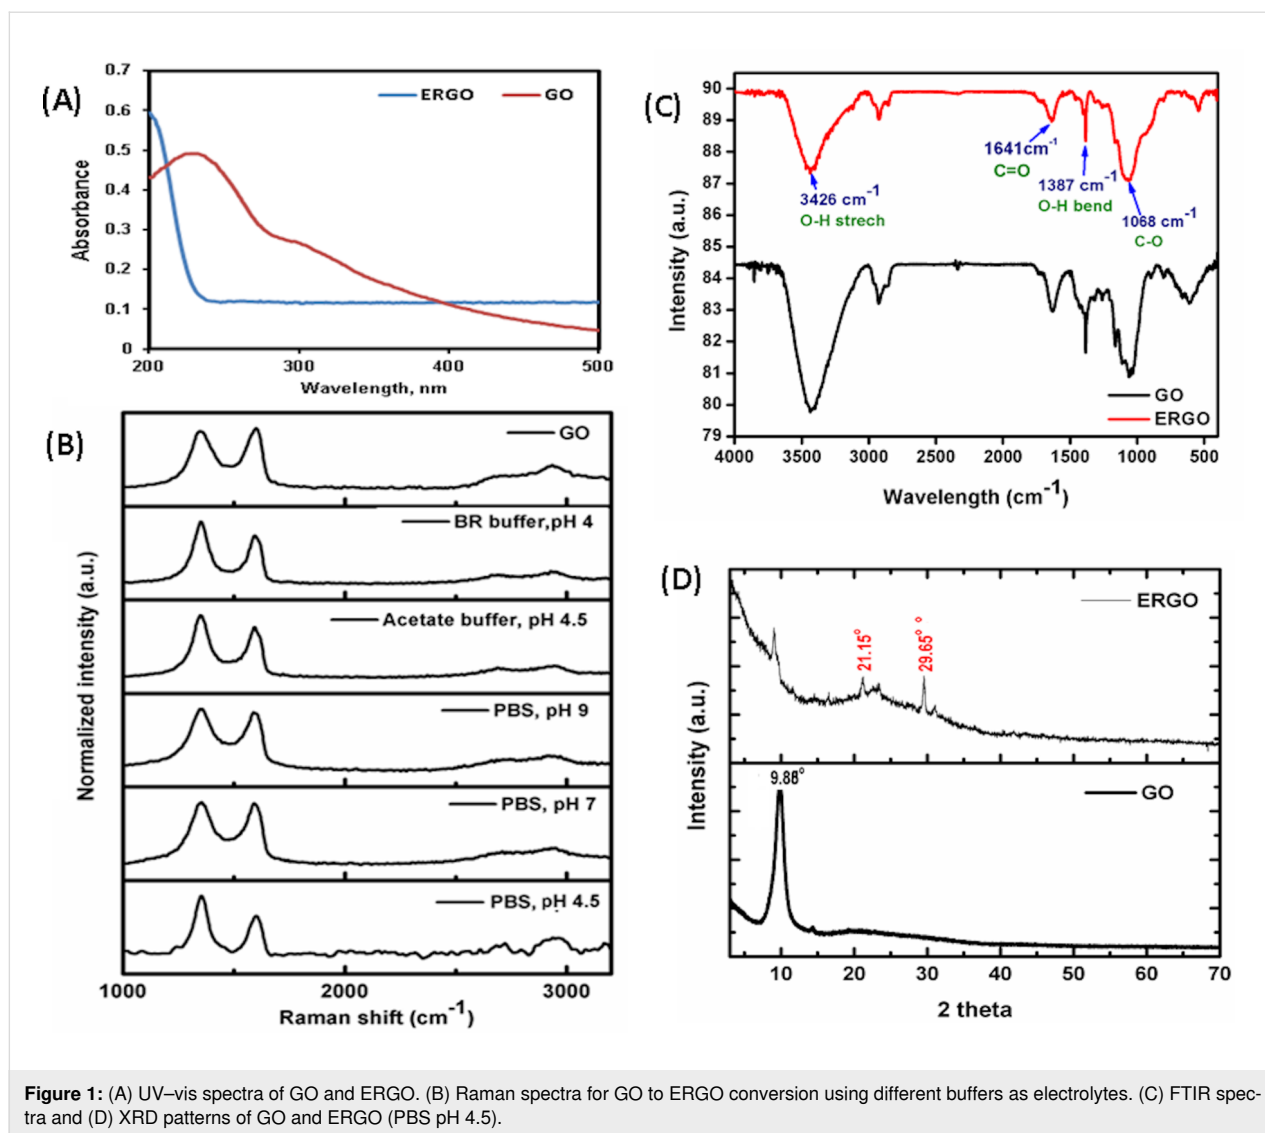 (A)
0.7
0.6
0.5
0.4
0.3
0.2
0.1
0
Absorbance
ERGO
GO
200
300
400
500
Wavelength, nm
(B)
Normalized intensity (a.u.)
GO
BR buffer,pH 4
Acetate buffer, pH 4.5
PBS, pH 9
PBS, pH 7
PBS, pH 4.5
1000
2000
3000
Raman shift (cm-1)
(C)
90
89
88
87
86
85
84
83
82
81
80
79
Intensity (a.u.)
1641cm-1
C=O
3426 cm-1
O-H strech
1387 cm-1
O-H bend
1068 cm-1
C-O
GO
ERGO
4000
3500
3000
2500
2000
1500
1000
500
Wavelength (cm-1)
(D)
Intensity (a.u.)
ERGO
21.15°
29.65° °
9.88°
GO
10
20
30
40
50
60
70
2 theta
Figure 1: (A) UV–vis spectra of GO and ERGO. (B) Raman spectra for GO to ERGO conversion using different buffers as electrolytes. (C) FTIR spec-
tra and (D) XRD patterns of GO and ERGO (PBS pH 4.5).